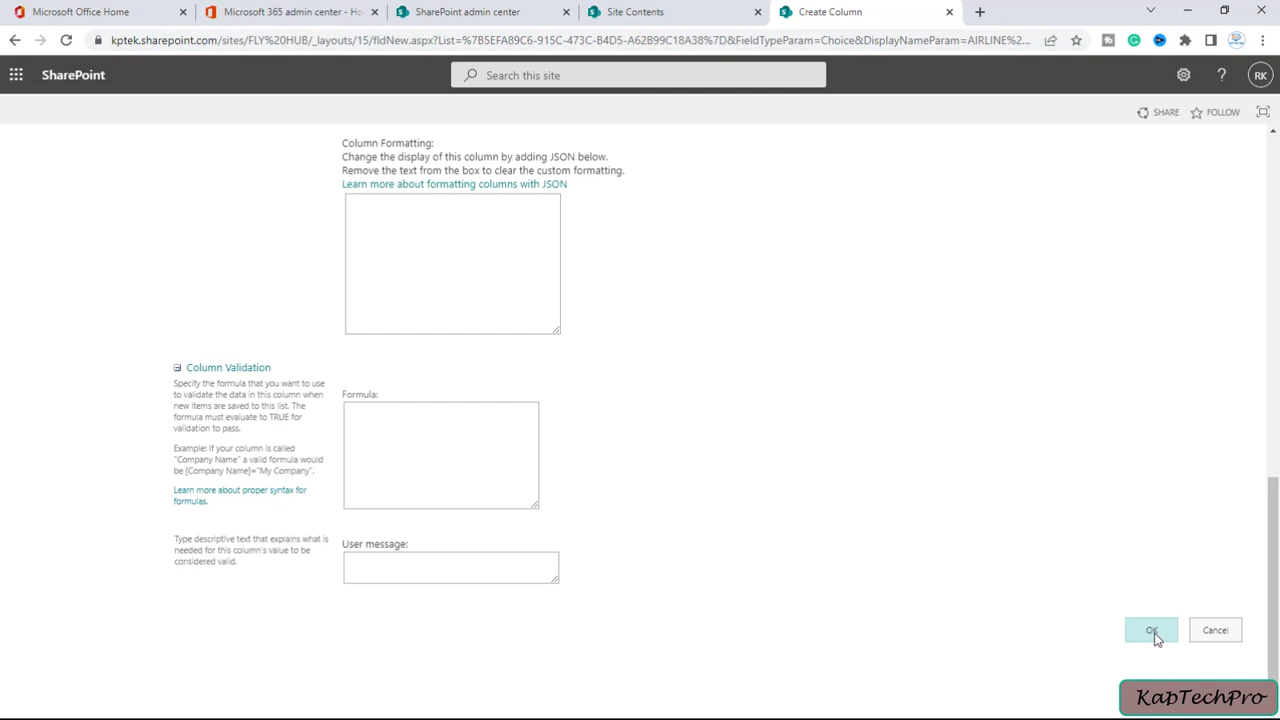 Microsoft Office Home
Microsoft 365 admin center - Ho
SharePoint admin center
Site Contents
Create Column
kptek.sharepoint.com/sites/FLY%20HUB/_layouts/15/fldNew.aspx?List=%7B5EFA89C6-915C-473C-B4D5-A62B99C18A38%7D&FieldTypeParam=Choice&DisplayNameParam=AIRLINE%2...
SharePoint
Search this site
RK
SHARE
FOLLOW
Column Formatting:
Change the display of this column by adding JSON below.
Remove the text from the box to clear the custom formatting.
Learn more about formatting columns with JSON
Column Validation
Specify the formula that you want to use
to validate the data in this column when
new items are saved to this list. The
formula must evaluate to TRUE for
validation to pass.
Formula:
Example: If your column is called
"Company Name" a valid formula would
be [Company Name]="My Company".
Learn more about proper syntax for
formulas.
Type descriptive text that explains what is
needed for this column's value to be
considered valid.
User message:
OK
Cancel
KapTechPro